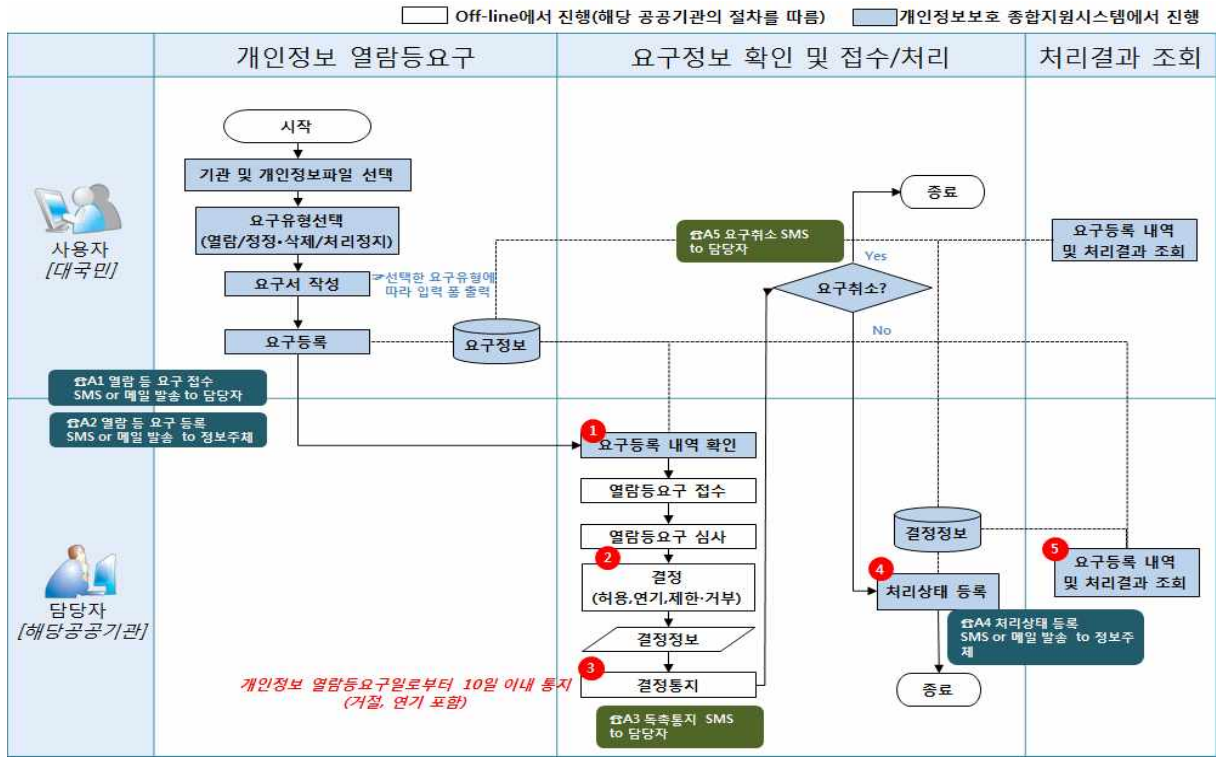 Off-line에서 진행(해당 공공기관의 절차를 따름)
개인정보보호 종합지원시스템에서 진행
개인정보 열람등요구
요구정보 확인 및 접수/처리
처리결과 조회
사용자
[대국민]
시작
기관 및 개인정보파일 선택
요구유형선택
(열람/정정•삭제/처리정지)
요구서 작성
☞선택한 요구유형에
따라 입력 폼 출력
요구등록
요구정보
☎A1 열람 등 요구 접수
SMS or 메일 발송 to 담당자
☎A2 열람 등 요구 등록
SMS or 메일 발송 to 정보주체
☎A5 요구취소 SMS
to 담당자
종료
Yes
요구취소?
No
요구등록 내역
및 처리결과 조회
담당자
[해당공공기관]
1
요구등록 내역 확인
열람등요구 접수
열람등요구 심사
2
결정
(허용,연기,제한·거부)
결정정보
3
결정통지
개인정보 열람등요구일로부터 10일 이내 통지
(거절, 연기 포함)
☎A3 독촉통지 SMS
to 담당자
결정정보
4
처리상태 등록
☎A4 처리상태 등록
SMS or 메일 발송 to 정보주
체
종료
5
요구등록 내역
및 처리결과 조회